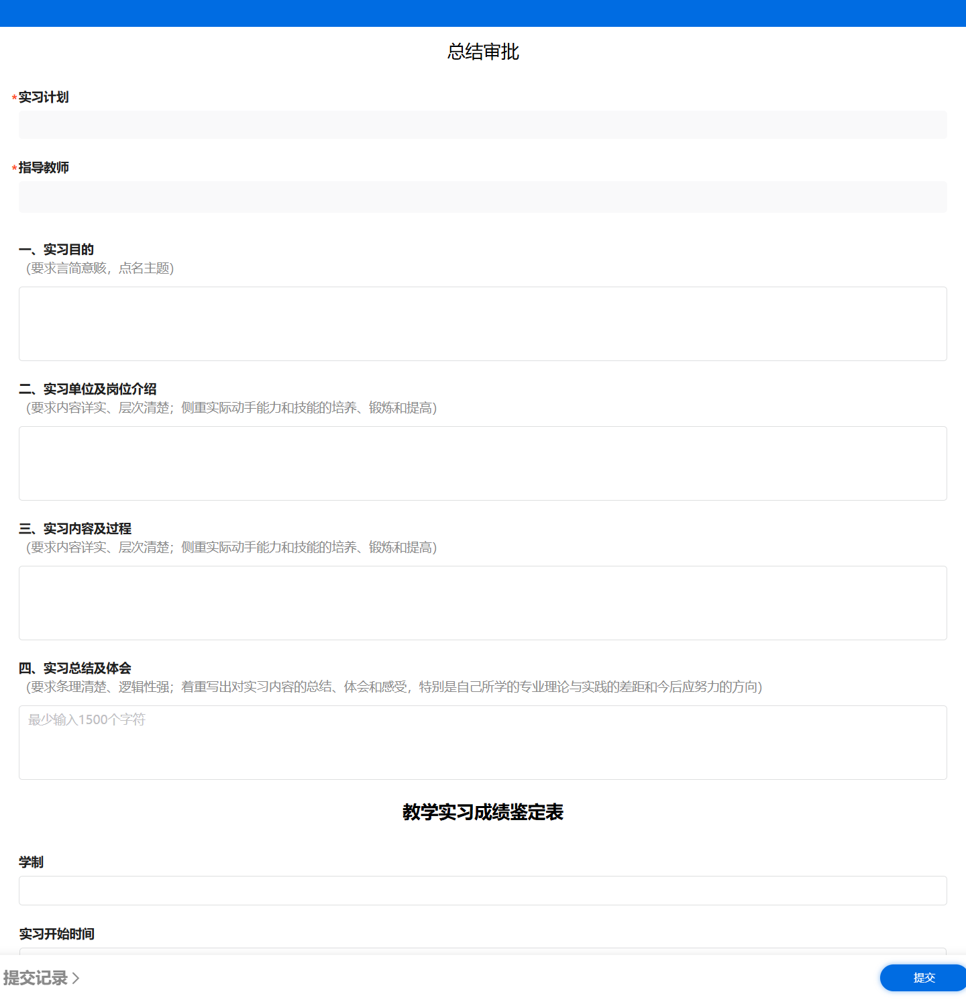 总结审批
*实习计划
*指导教师
一、实习目的
(要求言简意赅，点名主题)
二、实习单位及岗位介绍
(要求内容详实、层次清楚；侧重实际动手能力和技能的培养、锻炼和提高)
三、实习内容及过程
(要求内容详实、层次清楚；侧重实际动手能力和技能的培养、锻炼和提高)
四、实习总结及体会
(要求条理清楚、逻辑性强；着重写出对实习内容的总结、体会和感受，特别是自己所学的专业理论与实践的差距和今后应努力的方向)
最少输入1500个字符
教学实习成绩鉴定表
学制
实习开始时间
提交记录
提交